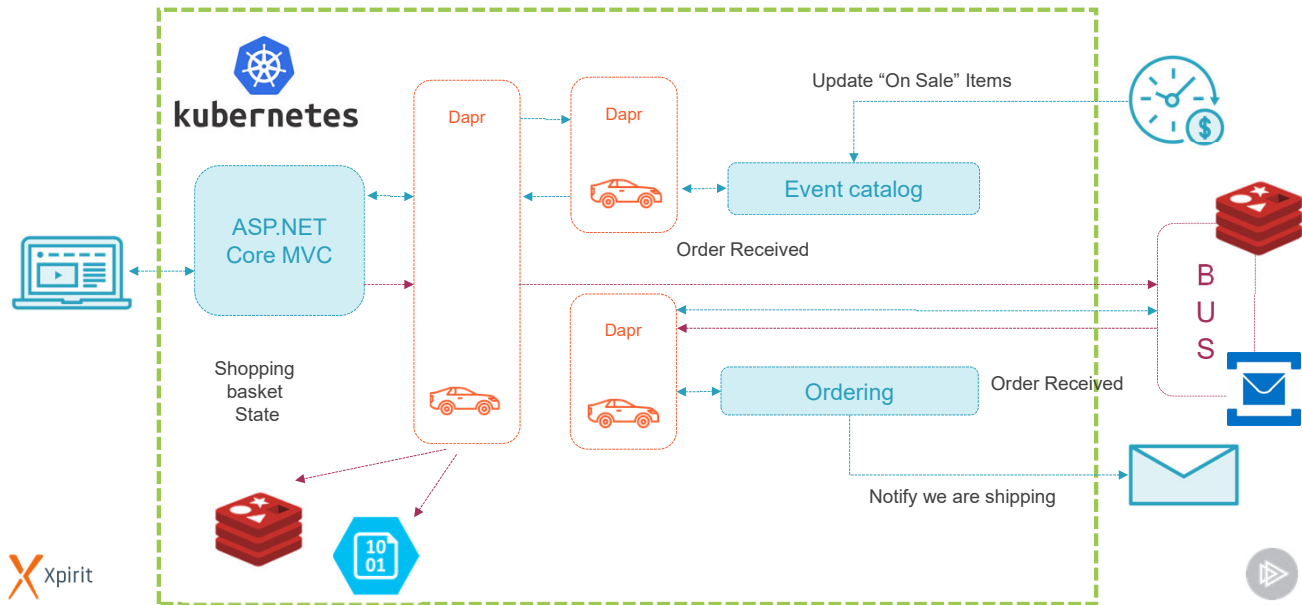 kubernetes
Dapr
Dapr
Update “On Sale” Items
$
Event catalog
ASP.NET
Core MVC
Order Received
B
U
S
Dapr
Shopping
basket
State
Ordering
Order Received
Notify we are shipping
10
01
Xpirit